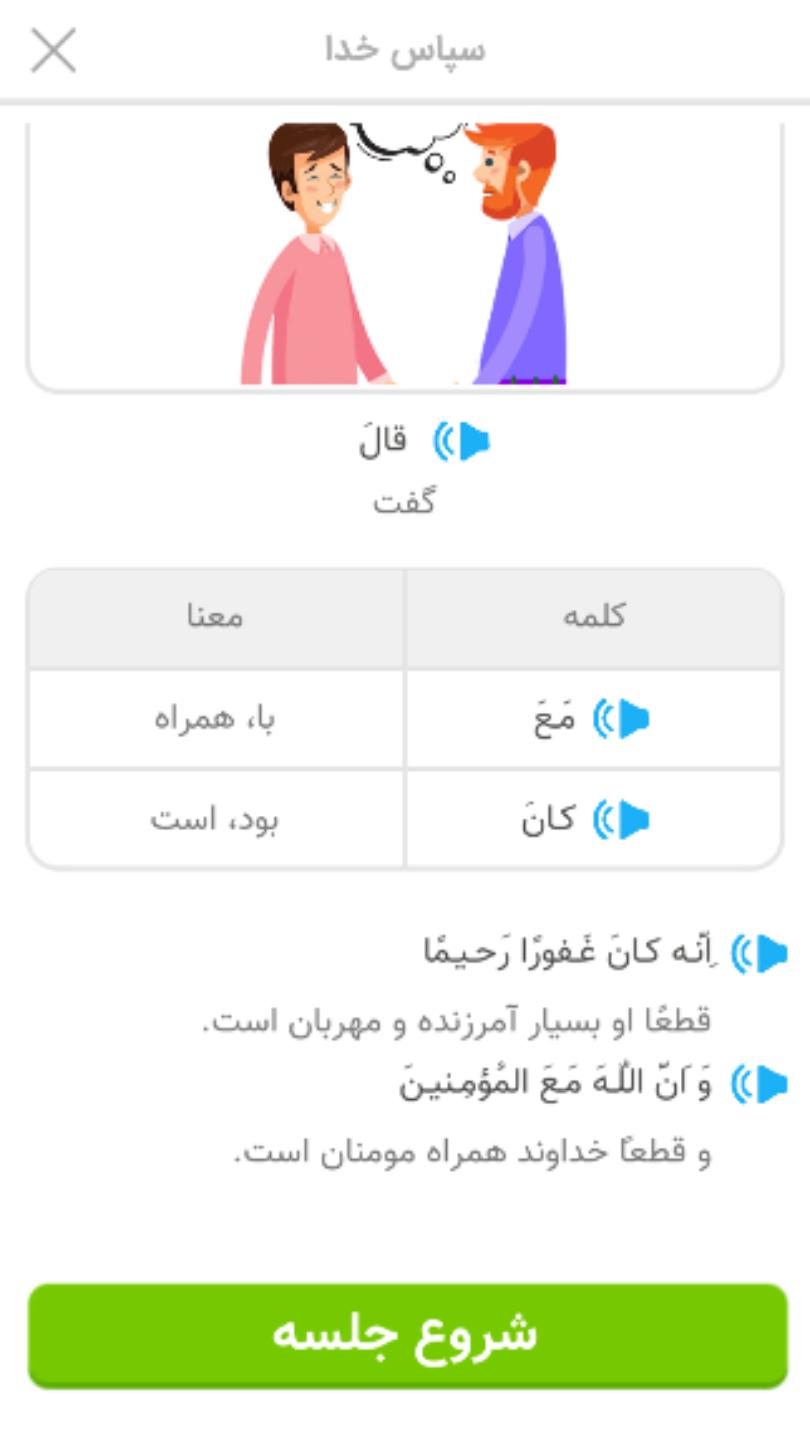 سپاس خدا
قالَ
گفت
کلمه	معنا
مَعَ	با، همراه
کانَ	بود، است
اِنّه کانَ غَفورًا رَحیمًا
قطعًا او بسیار آمرزنده و مهربان است.
وَ اَنّ اللّهَ مَعَ المُؤمِنینَ
و قطعاً خداوند همراه مومنان است.
شروع جلسه